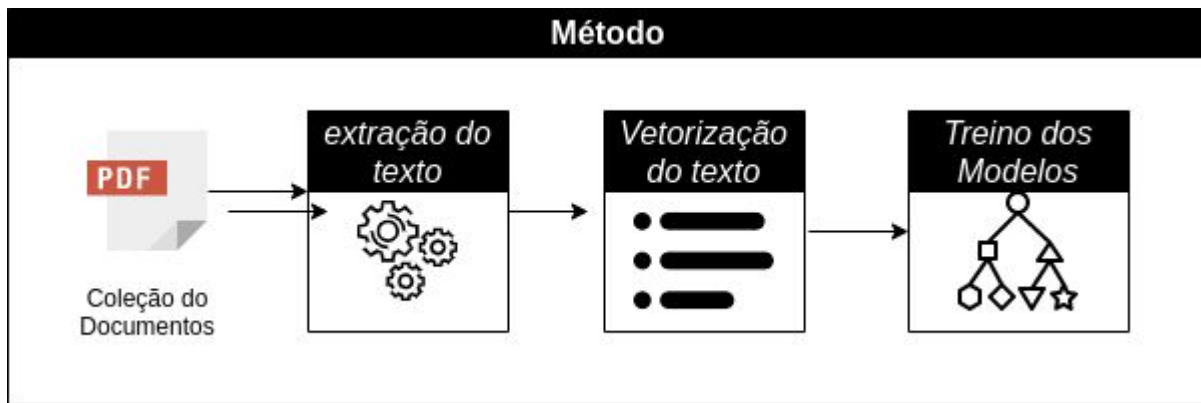 Método
PDF
Coleção do
Documentos
extração do
texto
Vetorização
do texto
Treino dos
Modelos